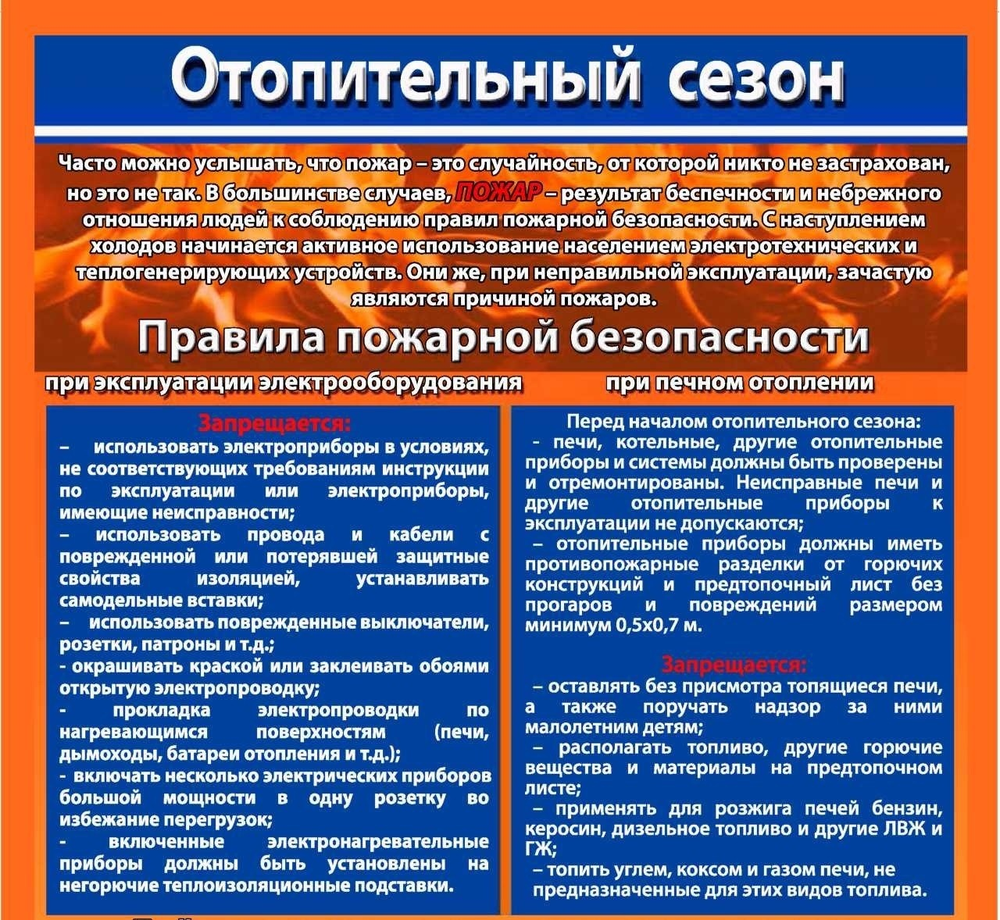 Отопительный сезон
Часто можно услышать, что пожар – это случайность, от которой никто не застрахован,
но это не так. В большинстве случаев, ПОЖАР – результат беспечности и небрежного
отношения людей к соблюдению правил пожарной безопасности. С наступлением
холодов начинается активное использование населением электротехнических и
теплогенерирующих устройств. Они же, при неправильной эксплуатации, зачастую
являются причиной пожаров.
Правила пожарной безопасности
при эксплуатации электрооборудования
Запрещается:
– использовать электроприборы в условиях,
не соответствующих требованиям инструкции
по эксплуатации или электроприборы,
имеющие неисправности;
– использовать провода и кабели с
поврежденной или потерявшей защитные
свойства изоляцией, устанавливать
самодельные вставки;
– использовать поврежденные выключатели,
розетки, патроны и т.д.;
- окрашивать краской или заклеивать обоями
открытую электропроводку;
- прокладка электропроводки по
нагревающимся поверхностям (печи,
дымоходы, батареи отопления и т.д.);
- включать несколько электрических приборов
большой мощности в одну розетку во
избежание перегрузок;
- включенные электронагревательные
приборы должны быть установлены на
негорючие теплоизоляционные подставки.
при печном отоплении
Перед началом отопительного сезона:
- печи, котельные, другие отопительные
приборы и системы должны быть проверены
и отремонтированы. Неисправные печи и
другие отопительные приборы к
эксплуатации не допускаются;
– отопительные приборы должны иметь
противопожарные разделки от горючих
конструкций и предтопочный лист без
прогаров и повреждений размером
минимум 0,5х0,7 м.
Запрещается:
– оставлять без присмотра топящиеся печи,
а также поручать надзор за ними
малолетним детям;
– располагать топливо, другие горючие
вещества и материалы на предтопочном
листе;
– применять для розжига печей бензин,
керосин, дизельное топливо и другие ЛВЖ и
ГЖ;
– топить углем, коксом и газом печи, не
предназначенные для этих видов топлива.